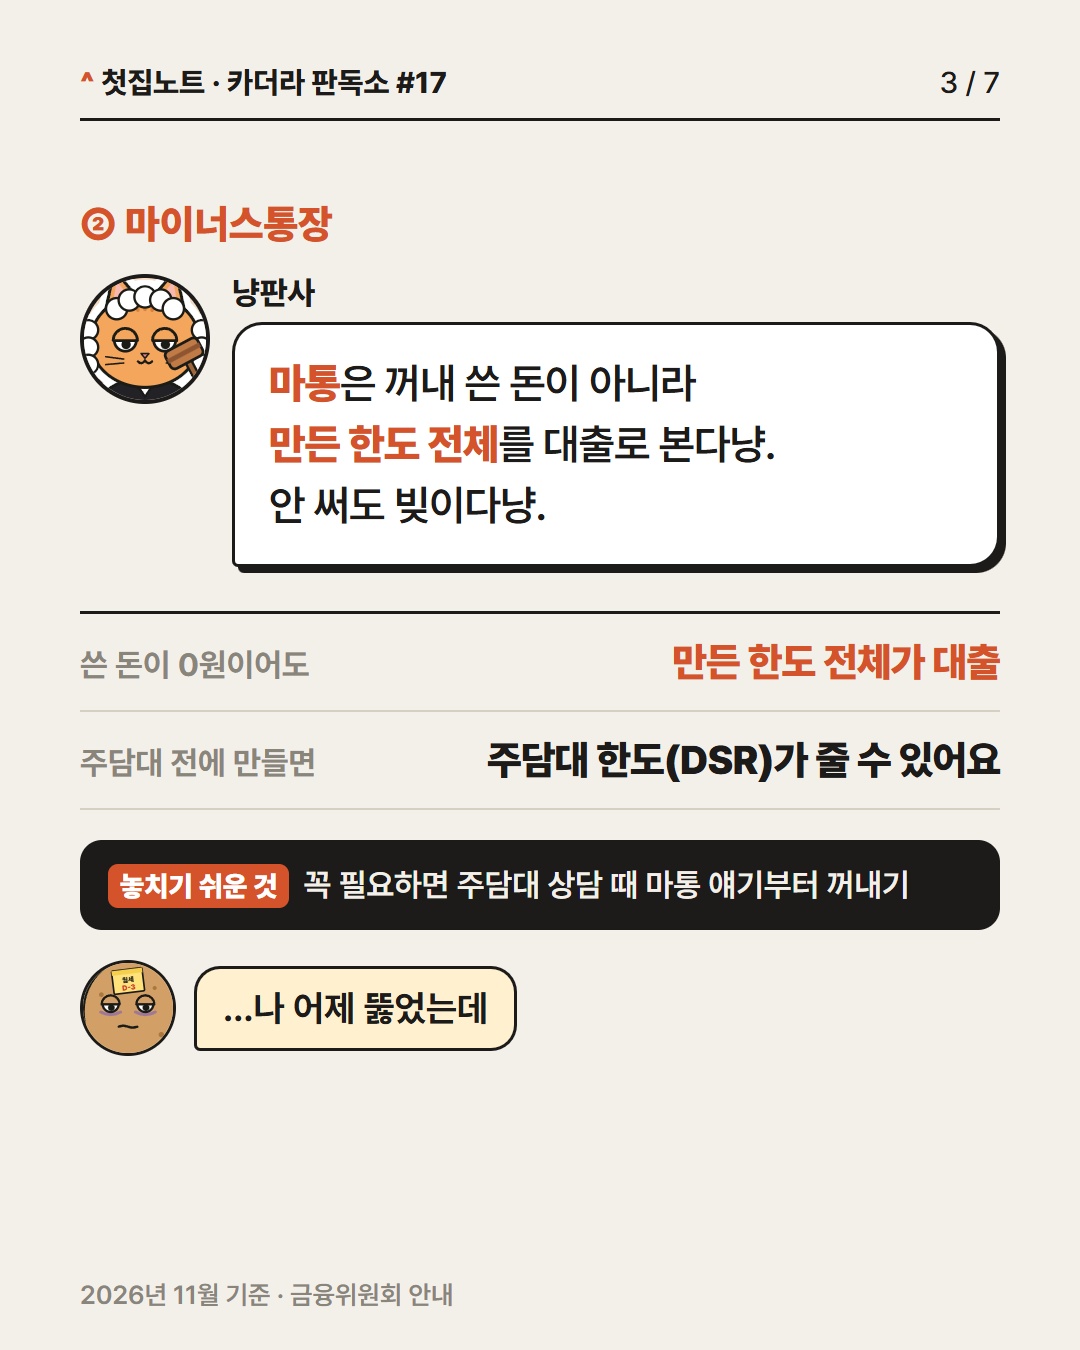 ^ 첫집노트 · 카더라 판독소 #17
3 / 7
② 마이너스통장
냥판사
마통은 꺼내 쓴 돈이 아니라
만든 한도 전체를 대출로 본다냥.
안 써도 빚이다냥.
쓴 돈이 0원이어도
만든 한도 전체가 대출
주담대 전에 만들면
주담대 한도(DSR)가 줄 수 있어요
놓치기 쉬운 것 꼭 필요하면 주담대 상담 때 마통 얘기부터 꺼내기
월세
D-3
...나 어제 뚫었는데
2026년 11월 기준 · 금융위원회 안내